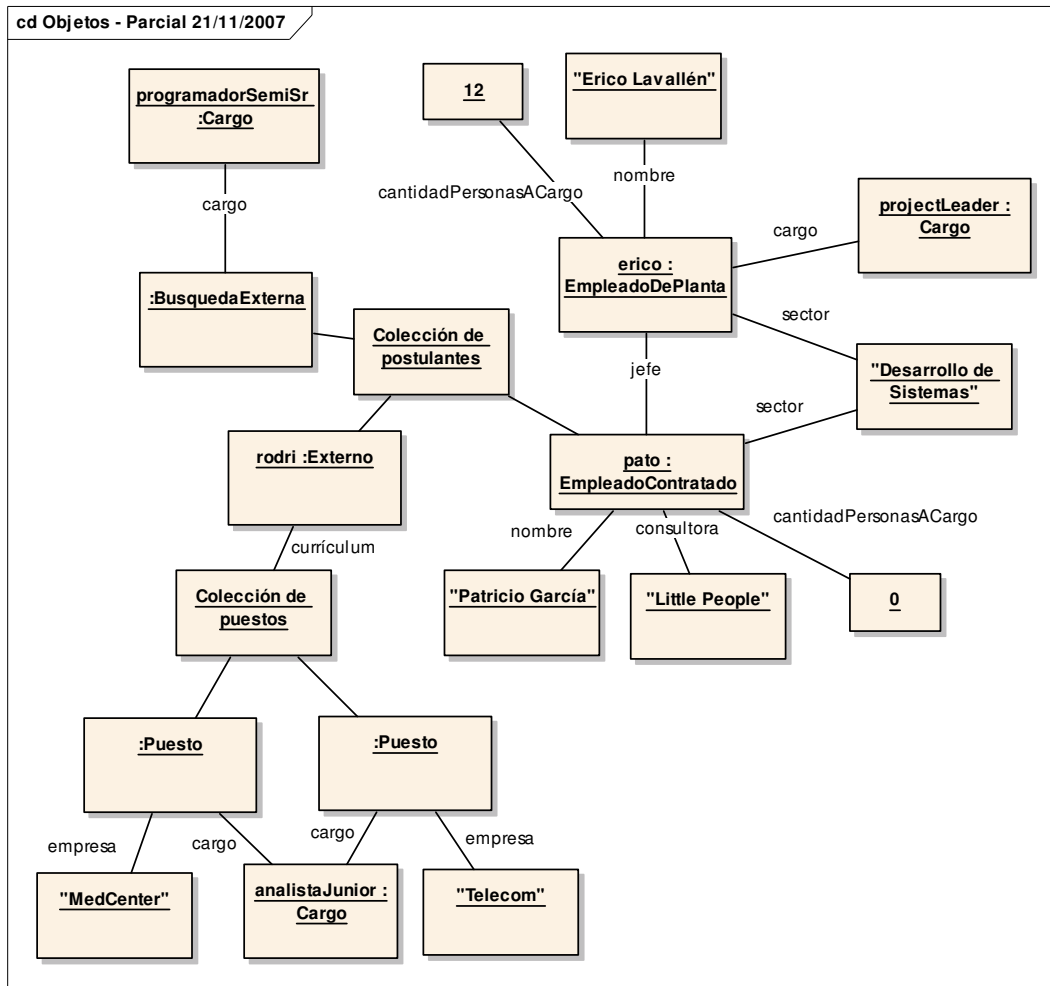 cd Objetos - Parcial 21/11/2007
programadorSemiSr
:Cargo
12
"Erico Lavallén"
cargo
cantidadPersonasACargo
nombre
projectLeader :
Cargo
cargo
erico :
EmpleadoDePlanta
:BusquedaExterna
sector
Colección de
postulantes
jefe
"Desarrollo de
Sistemas"
sector
rodri :Externo
pato :
EmpleadoContratado
nombre
consultora
cantidadPersonasACargo
currículum
Colección de
puestos
"Patricio García"
"Little People"
0
:Puesto
:Puesto
empresa
cargo
cargo
empresa
"MedCenter"
analistaJunior :
Cargo
"Telecom"